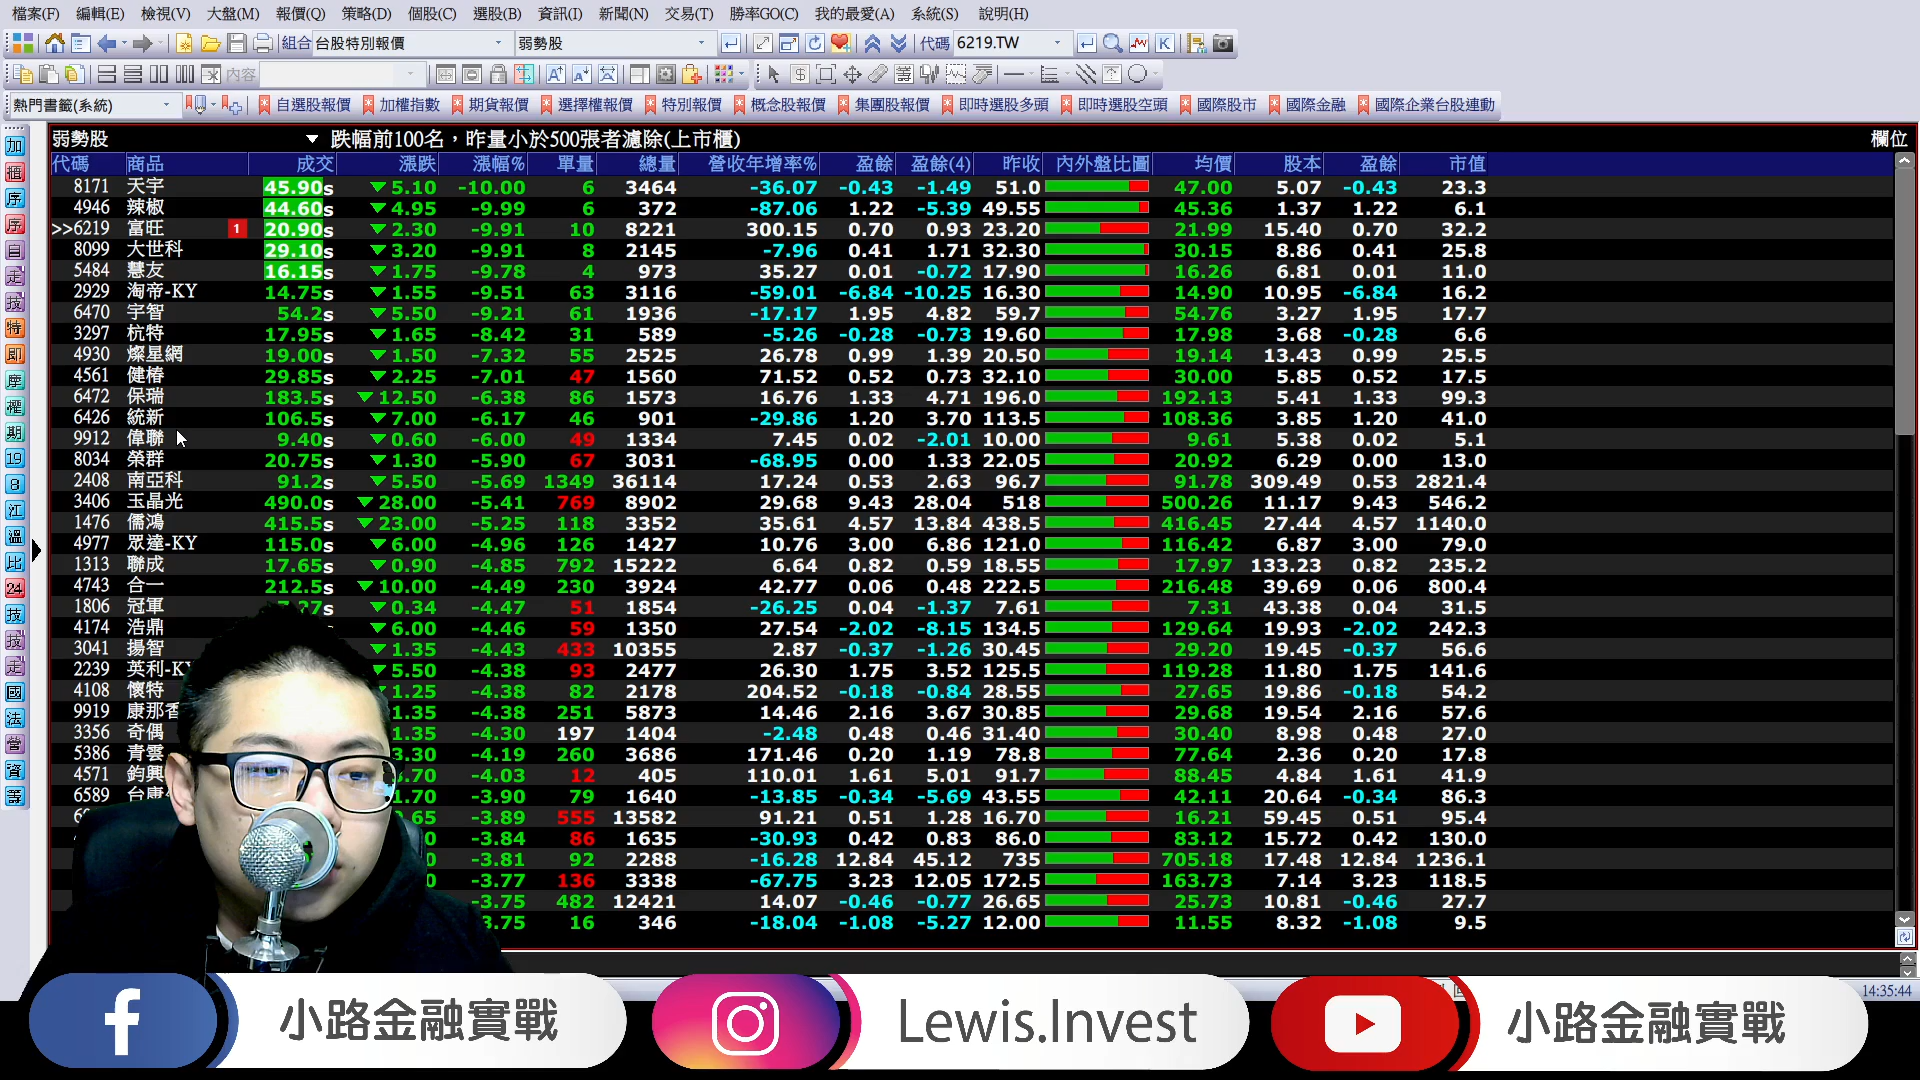 檔案(F) 編輯(E) 檢視(V) 大盤(M) 報價(Q) 策略(D) 個股(C) 選股(B) 資訊(I) 新聞(N) 交易(T) 勝率GO(C) 我的最愛(A) 系統(S) 說明(H)
組合 台股特別報價 弱勢股 代碼 6219.TW
內容
熱門書籤(系統) 自選股報價 加權指數 期貨報價 選擇權報價 特別報價 概念股報價 集團股報價 即時選股多頭 即時選股空頭 國際股市 國際金融 國際企業台股連動
弱勢股 跌幅前100名，昨量小於500張者濾除(上市櫃) 欄位
代碼 商品 成交 漲跌 漲幅% 單量 總量 營收年增率% 盈餘 盈餘(4) 昨收 內外盤比圖 均價 股本 盈餘 市值
8171 天宇 45.90s ▼5.10 -10.00 6 3464 -36.07 -0.43 -1.49 51.0 47.00 5.07 -0.43 23.3
4946 辣椒 44.60s ▼4.95 -9.99 6 372 -87.06 1.22 -5.39 49.55 45.36 1.37 1.22 6.1
>>6219 富旺 1 20.90s ▼2.30 -9.91 10 8221 300.15 0.70 0.93 23.20 21.99 15.40 0.70 32.2
8099 大世科 29.10s ▼3.20 -9.91 8 2145 -7.96 0.41 1.71 32.30 30.15 8.86 0.41 25.8
5484 慧友 16.15s ▼1.75 -9.78 4 973 35.27 0.01 -0.72 17.90 16.26 6.81 0.01 11.0
2929 淘帝-KY 14.75s ▼1.55 -9.51 63 3116 -59.01 -6.84 -10.25 16.30 14.90 10.95 -6.84 16.2
6470 宇智 54.2s ▼5.50 -9.21 61 1936 -17.17 1.95 4.82 59.7 54.76 3.27 1.95 17.7
3297 杭特 17.95s ▼1.65 -8.42 31 589 -5.26 -0.28 -0.73 19.60 17.98 3.68 -0.28 6.6
4930 燦星網 19.00s ▼1.50 -7.32 55 2525 26.78 0.99 1.39 20.50 19.14 13.43 0.99 25.5
4561 健椿 29.85s ▼2.25 -7.01 47 1560 71.52 0.52 0.73 32.10 30.00 5.85 0.52 17.5
6472 保瑞 183.5s ▼12.50 -6.38 86 1573 16.76 1.33 4.71 196.0 192.13 5.41 1.33 99.3
6426 統新 106.5s ▼7.00 -6.17 46 901 -29.86 1.20 3.70 113.5 108.36 3.85 1.20 41.0
9912 偉聯 9.40s ▼0.60 -6.00 49 1334 7.45 0.02 -2.01 10.00 9.61 5.38 0.02 5.1
8034 榮群 20.75s ▼1.30 -5.90 67 3031 -68.95 0.00 1.33 22.05 20.92 6.29 0.00 13.0
2408 南亞科 91.2s ▼5.50 -5.69 1349 36114 17.24 0.53 2.63 96.7 91.78 309.49 0.53 2821.4
3406 玉晶光 490.0s ▼28.00 -5.41 769 8902 29.68 9.43 28.04 518 500.26 11.17 9.43 546.2
1476 儒鴻 415.5s ▼23.00 -5.25 118 3352 35.61 4.57 13.84 438.5 416.45 27.44 4.57 1140.0
4977 眾達-KY 115.0s ▼6.00 -4.96 126 1427 10.76 3.00 6.86 121.0 116.42 6.87 3.00 79.0
1313 聯成 17.65s ▼0.90 -4.85 792 15222 6.64 0.82 0.59 18.55 17.97 133.23 0.82 235.2
4743 合一 212.5s ▼10.00 -4.49 230 3924 42.77 0.06 0.48 222.5 216.48 39.69 0.06 800.4
1806 冠軍 ▼0.34 -4.47 51 1854 -26.25 0.04 -1.37 7.61 7.31 43.38 0.04 31.5
4174 浩鼎 ▼6.00 -4.46 59 1350 27.54 -2.02 -8.15 134.5 129.64 19.93 -2.02 242.3
3041 揚智 ▼1.35 -4.43 433 10355 2.87 -0.37 -1.26 30.45 29.20 19.45 -0.37 56.6
2239 英利-KY ▼5.50 -4.38 93 2477 26.30 1.75 3.52 125.5 119.28 11.80 1.75 141.6
4108 懷特 1.25 -4.38 82 2178 204.52 -0.18 -0.84 28.55 27.65 19.86 -0.18 54.2
9919 康那香 1.35 -4.38 251 5873 14.46 2.16 3.67 30.85 29.68 19.54 2.16 57.6
3356 奇偶 1.35 -4.30 197 1404 -2.48 0.48 0.46 31.40 30.40 8.98 0.48 27.0
5386 青雲 3.30 -4.19 260 3686 171.46 0.20 1.19 78.8 77.64 2.36 0.20 17.8
4571 鈞興 .70 -4.03 12 405 110.01 1.61 5.01 91.7 88.45 4.84 1.61 41.9
6589 台康 1.70 -3.90 79 1640 -13.85 -0.34 -5.69 43.55 42.11 20.64 -0.34 86.3
.65 -3.89 555 13582 91.21 0.51 1.28 16.70 16.21 59.45 0.51 95.4
0 -3.84 86 1635 -30.93 0.42 0.83 86.0 83.12 15.72 0.42 130.0
0 -3.81 92 2288 -16.28 12.84 45.12 735 705.18 17.48 12.84 1236.1
0 -3.77 136 3338 -67.75 3.23 12.05 172.5 163.73 7.14 3.23 118.5
-3.75 482 12421 14.07 -0.46 -0.77 26.65 25.73 10.81 -0.46 27.7
3.75 16 346 -18.04 -1.08 -5.27 12.00 11.55 8.32 -1.08 9.5
加
櫃
序
序
自
走
技
特
即
摩
權
期
19
8
江
溫
比
24
技
技
走
國
法
營
資
叢
14:35:44
小路金融實戰 Lewis.Invest 小路金融實戰